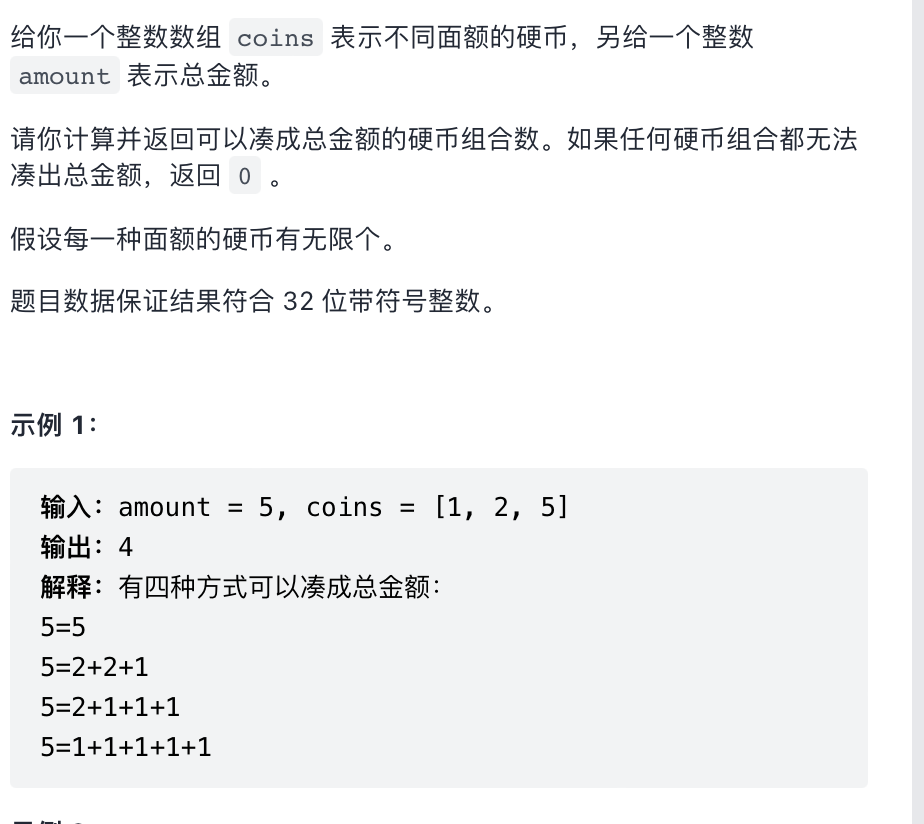 给你一个整数数组 coins 表示不同面额的硬币，另给一个整数
amount 表示总金额。
请你计算并返回可以凑成总金额的硬币组合数。如果任何硬币组合都无法
凑出总金额，返回 0 。
假设每一种面额的硬币有无限个。
题目数据保证结果符合 32 位带符号整数。
示例 1：
输入：amount = 5, coins = [1, 2, 5]
输出：4
解释：有四种方式可以凑成总金额：
5=5
5=2+2+1
5=2+1+1+1
5=1+1+1+1+1